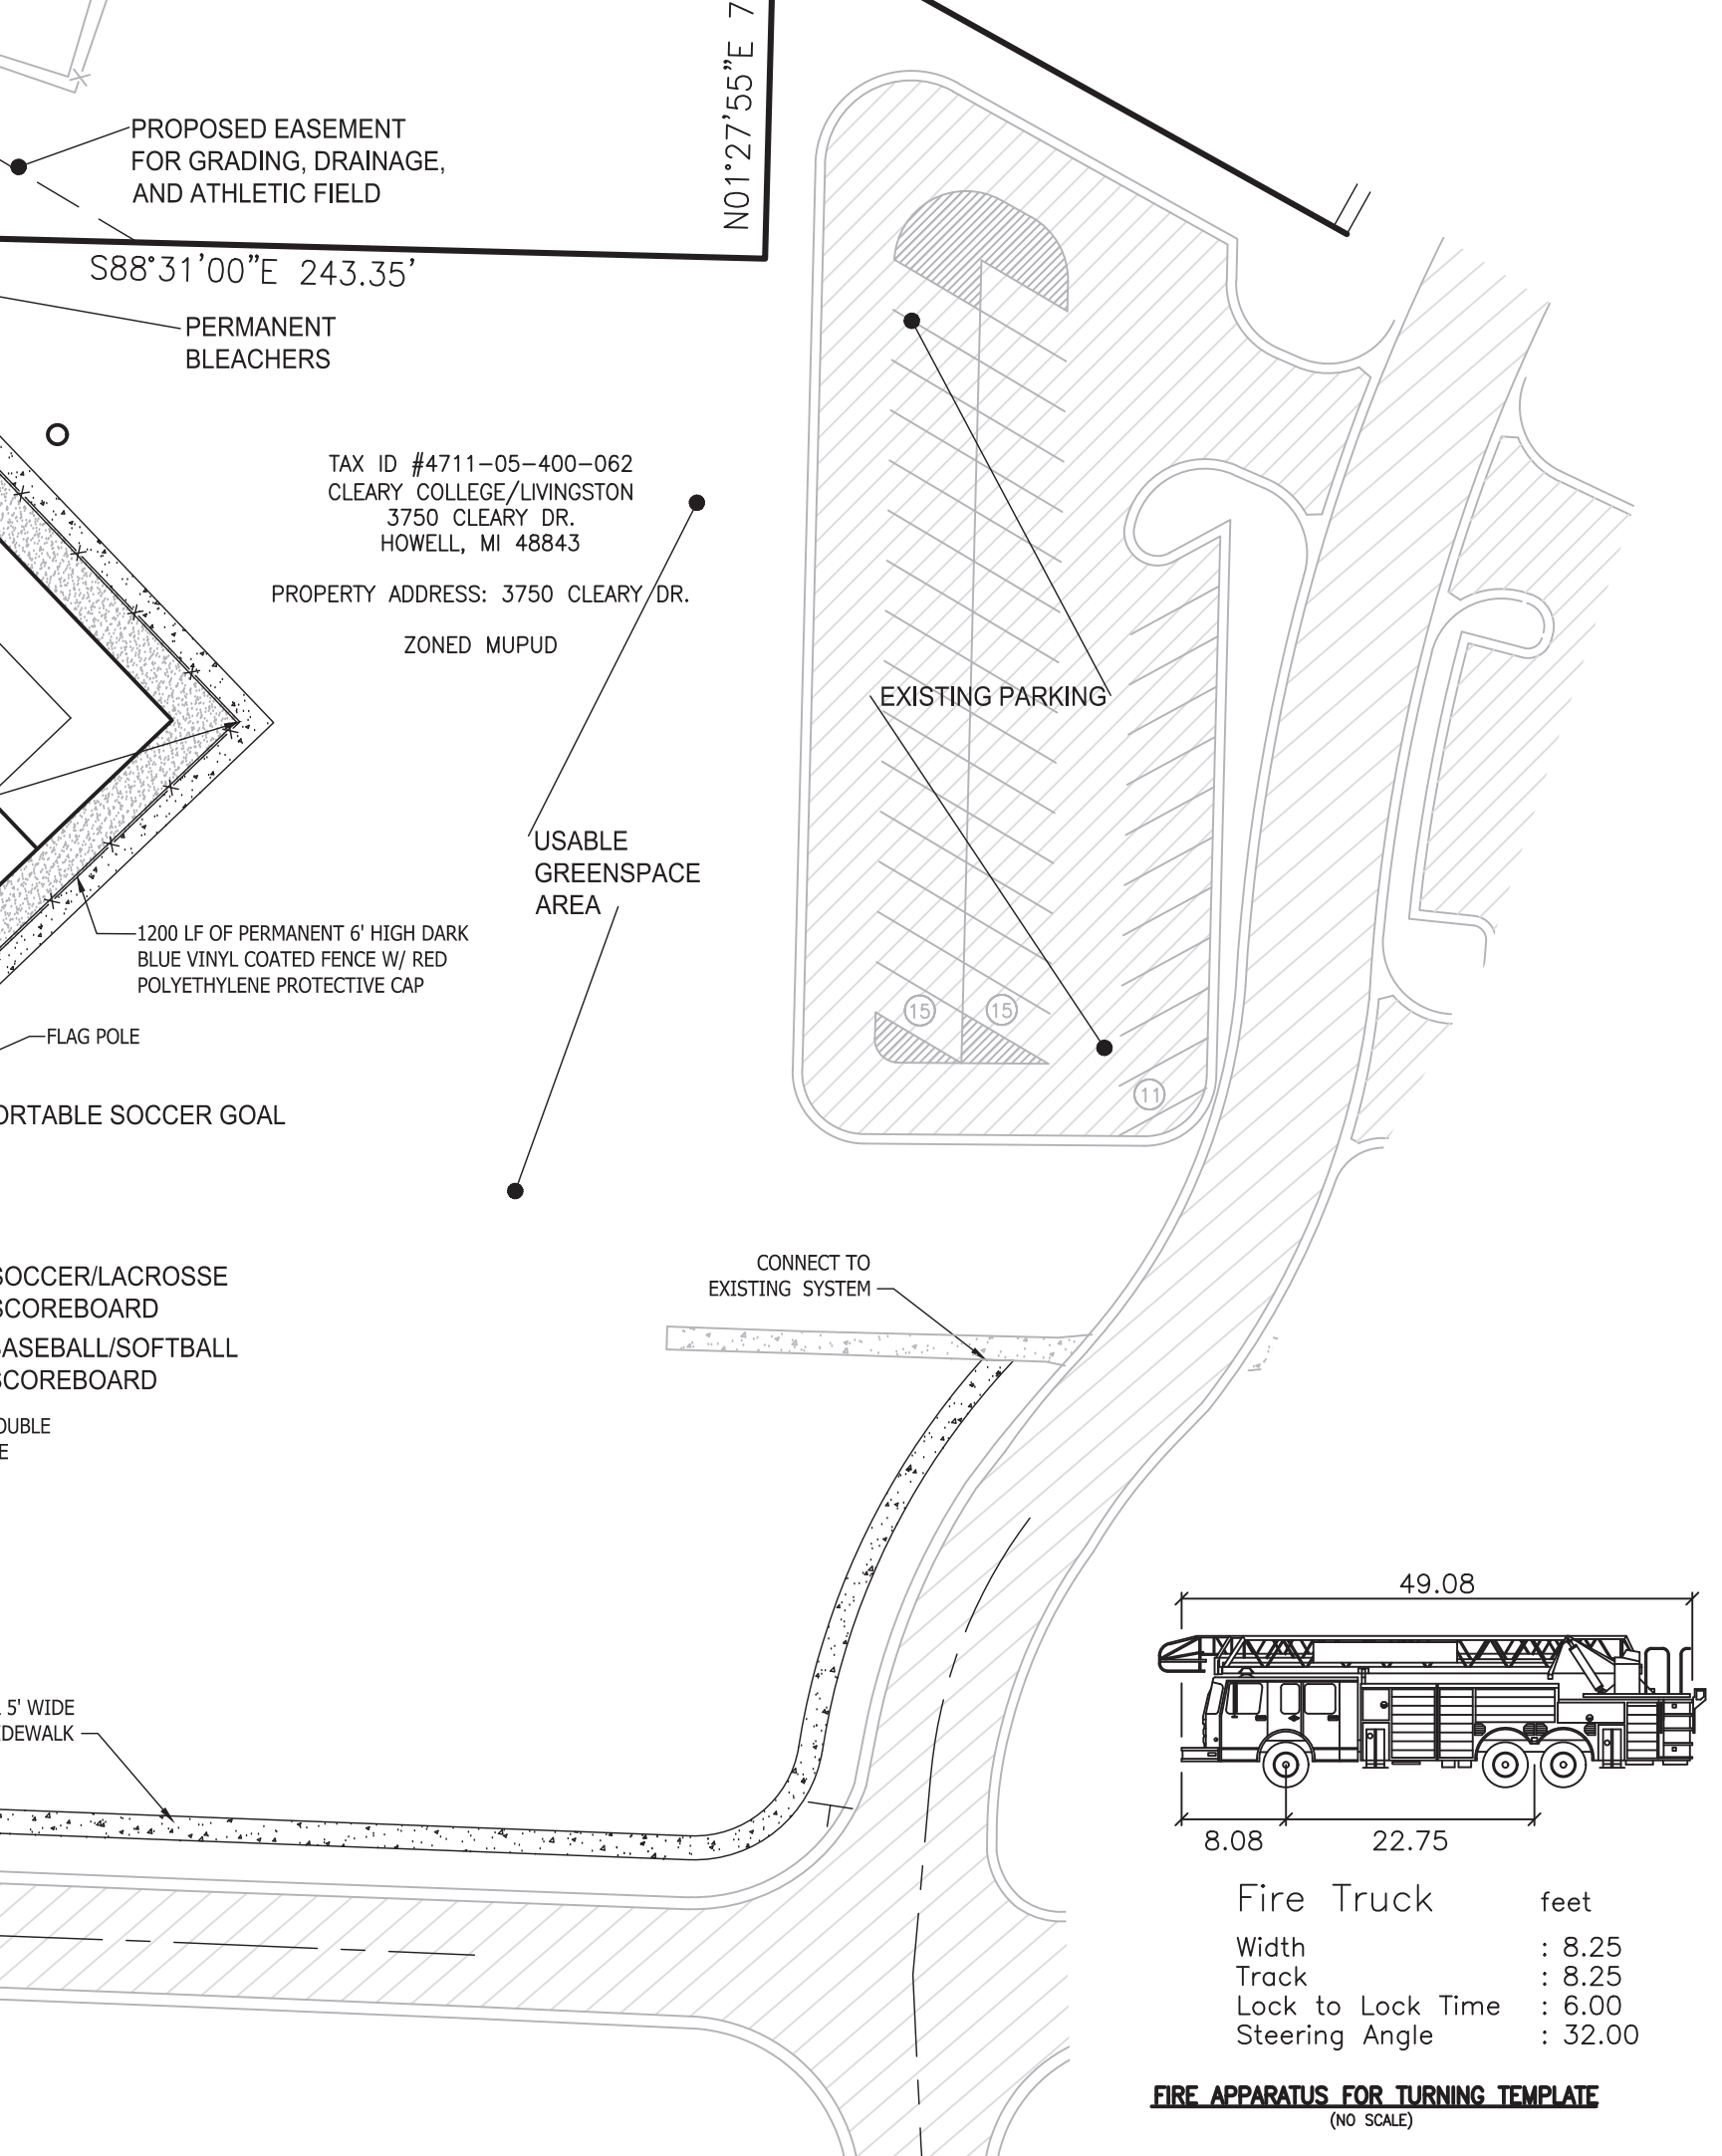 PROPOSED EASEMENT
FOR GRADING, DRAINAGE,
AND ATHLETIC FIELD
N01°27'55"E 7
S88°31'00"E 243.35'
PERMANENT
BLEACHERS
TAX ID #4711-05-400-062
CLEARY COLLEGE/LIVINGSTON
3750 CLEARY DR.
HOWELL, MI 48843
PROPERTY ADDRESS: 3750 CLEARY DR.
ZONED MUPUD
EXISTING PARKING
USABLE
GREENSPACE
AREA
1200 LF OF PERMANENT 6' HIGH DARK
BLUE VINYL COATED FENCE W/ RED
POLYETHYLENE PROTECTIVE CAP
15 15
11
FLAG POLE
ORTABLE SOCCER GOAL
SOCCER/LACROSSE
SCOREBOARD
BASEBALL/SOFTBALL
SCOREBOARD
OUBLE
E
CONNECT TO
EXISTING SYSTEM
5' WIDE
DEWALK
49.08
8.08 22.75
Fire Truck feet
Width : 8.25
Track : 8.25
Lock to Lock Time : 6.00
Steering Angle : 32.00
FIRE APPARATUS FOR TURNING TEMPLATE
(NO SCALE)